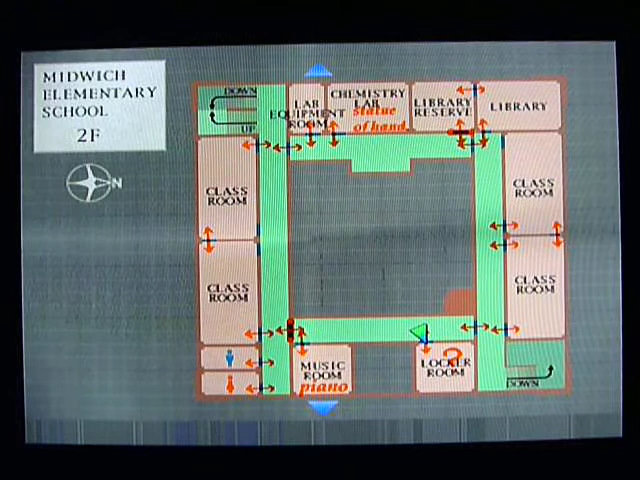 MIDWICH
ELEMENTARY
SCHOOL
2F
N
DOWN
UP
LAB
EQUIPMENT
ROOM
CHEMISTRY
LAB
statue
of hand
LIBRARY
RESERVE
LIBRARY
CLASS
ROOM
CLASS
ROOM
CLASS
ROOM
CLASS
ROOM
MUSIC
ROOM
piano
LOCKER
ROOM
?
DOWN